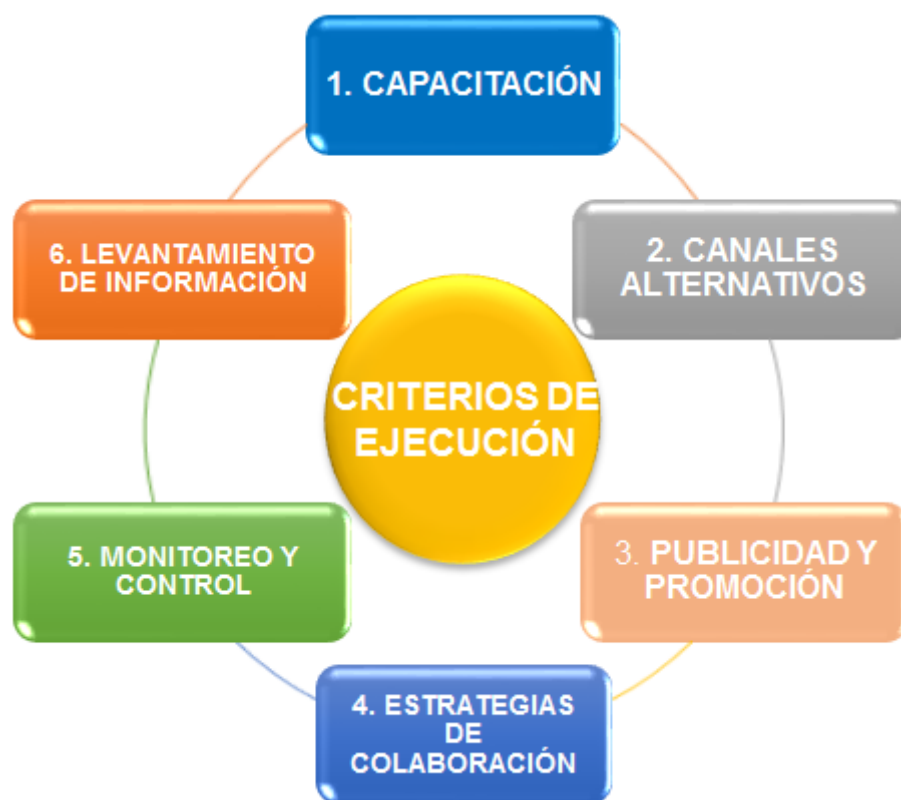 1. CAPACITACIÓN
2. CANALES
ALTERNATIVOS
3. PUBLICIDAD Y
PROMOCIÓN
4. ESTRATEGIAS
DE
COLABORACIÓN
5. MONITOREO Y
CONTROL
6. LEVANTAMIENTO
DE INFORMACIÓN
CRITERIOS DE
EJECUCIÓN